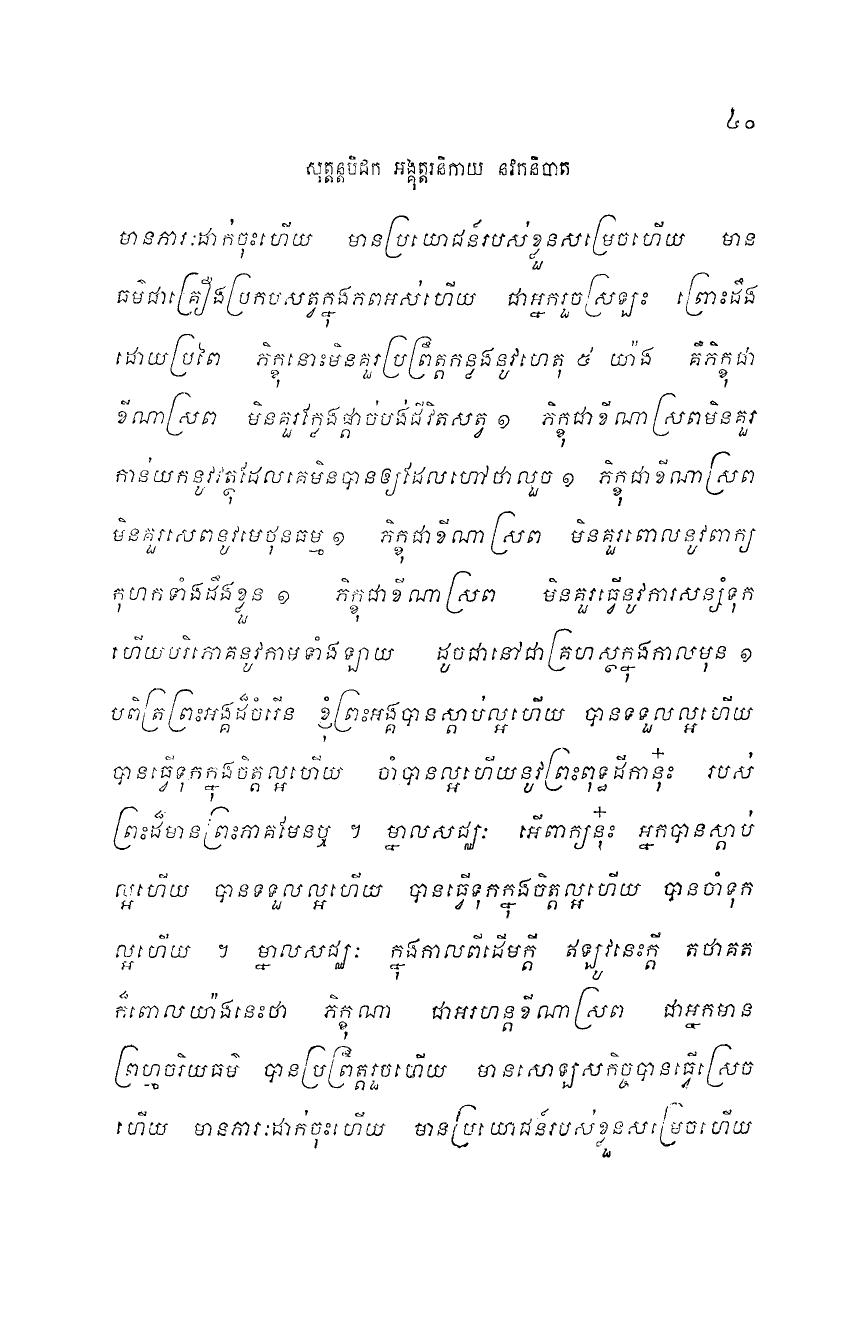 ៤០
សុត្តន្តបិដក អង្គុត្តរនិកាយ នវកនិបាត
មានភារៈដាក់ចុះហើយ មានប្រយោជន៍របស់ខ្លួនសម្រេចហើយ មាន
ធម៌ជាគ្រឿងប្រកបសត្វក្នុងភពអស់ហើយ ជាអ្នករួចស្រឡះ ព្រោះដឹង
ដោយប្រពៃ ភិក្ខុនោះមិនគួរប្រព្រឹត្តកន្លងនូវហេតុ ៥ យ៉ាង គឺភិក្ខុជា
ខីណាស្រព មិនគួរក្លែងផ្តាច់បង់ជីវិតសត្វ ១ ភិក្ខុជាខីណាស្រពមិនគួរ
កាន់យកនូវវត្ថុដែលគេមិនបានឲ្យដែលហៅថាលួច ១ ភិក្ខុជាខីណាស្រព
មិនគួរសេពនូវមេថុនធម្ម ១ ភិក្ខុជាខីណាស្រព មិនគួរពោលនូវពាក្យ
កុហកទាំងដឹងខ្លួន ១ ភិក្ខុជាខីណាស្រព មិនគួរធ្វើនូវការសន្សំទុក
ហើយបរិភោគនូវកាមទាំងឡាយ ដូចជានៅជាគ្រហស្តក្នុងកាលមុន ១
បពិត្រព្រះអង្គដ៏ចំរើន ខ្ញុំព្រះអង្គបានស្តាប់ល្អហើយ បានទទួលល្អហើយ
បានធ្វើទុកក្នុងចិត្តល្អហើយ ចាំបានល្អហើយនូវព្រះពុទ្ធដីកានុ៎ះ របស់
ព្រះដ៏មានព្រះភាគមែនឬ ។ ម្នាលសជ្ឈៈ អើពាក្យនុ៎ះ អ្នកបានស្តាប់
ល្អហើយ បានទទួលល្អហើយ បានធ្វើទុកក្នុងចិត្តល្អហើយ បានចាំទុក
ល្អហើយ ។ ម្នាលសជ្ឈៈ ក្នុងកាលពីដើមក្តី ឥឡូវនេះក្តី តថាគត
ក៏ពោលយ៉ាងនេះថា ភិក្ខុណា ជាអរហន្តខីណាស្រព ជាអ្នកមាន
ព្រហ្មចរិយធម៌ បានប្រព្រឹត្តរួចហើយ មានសោឡសកិច្ចបានធ្វើស្រេច
ហើយ មានភារៈដាក់ចុះហើយ មានប្រយោជន៍របស់ខ្លួនសម្រេចហើយ